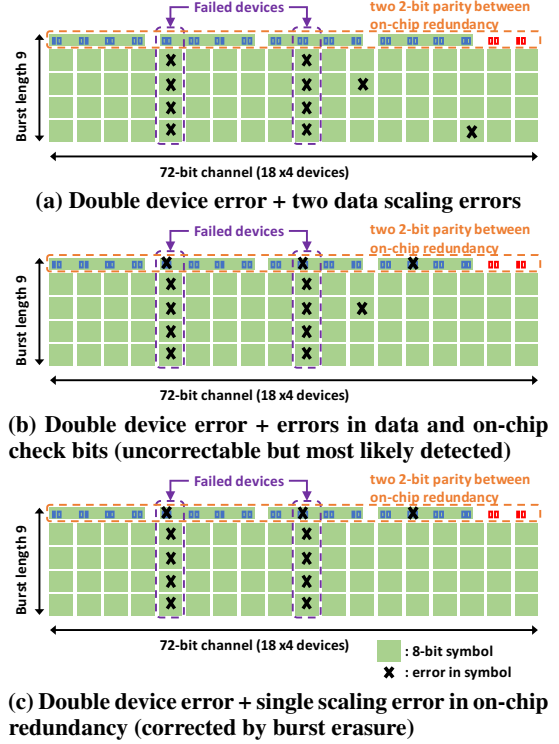 Failed devices
two 2-bit parity between
on-chip redundancy
Burst length 9
72-bit channel (18 x4 devices)
(a) Double device error + two data scaling errors
Failed devices
two 2-bit parity between
on-chip redundancy
Burst length 9
72-bit channel (18 x4 devices)
(b) Double device error + errors in data and on-chip
check bits (uncorrectable but most likely detected)
Failed devices
two 2-bit parity between
on-chip redundancy
Burst length 9
72-bit channel (18 x4 devices)
: 8-bit symbol
: error in symbol
(c) Double device error + single scaling error in on-chip
redundancy (corrected by burst erasure)